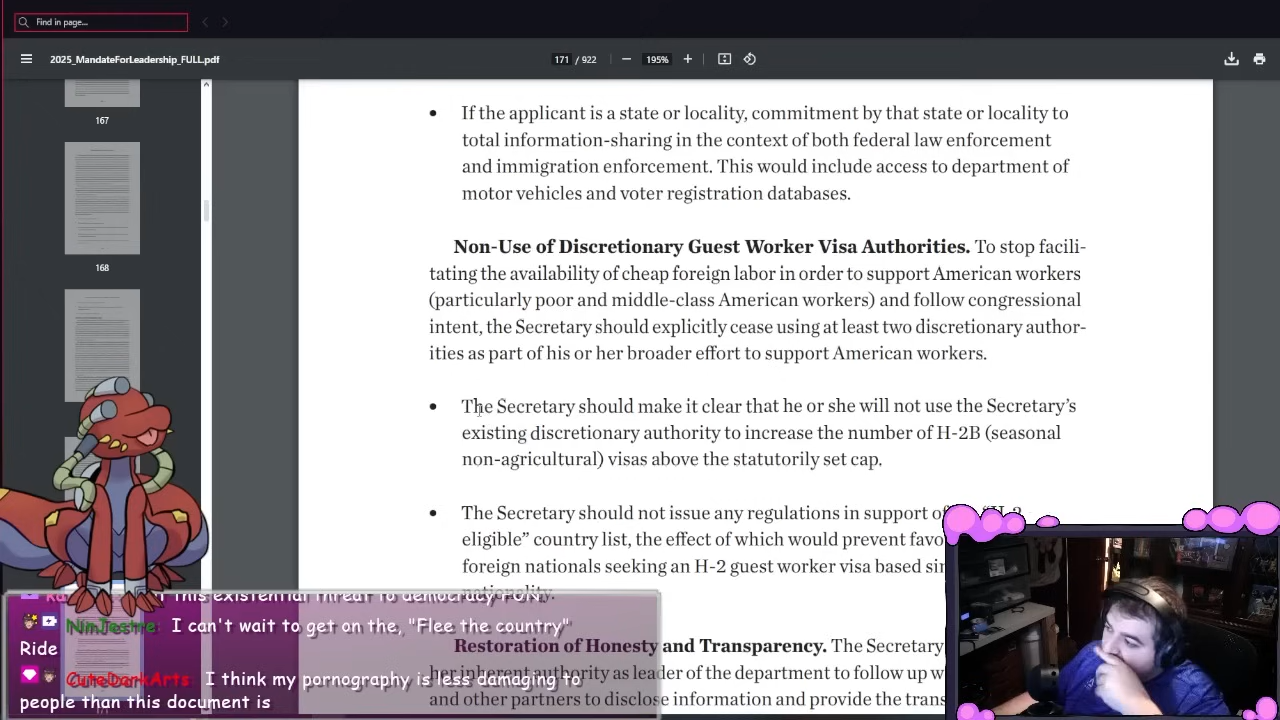 Find in page...
2025_MandateForLeadership_FULL.pdf
171 / 922
195%
167
168
If the applicant is a state or locality, commitment by that state or locality to
total information-sharing in the context of both federal law enforcement
and immigration enforcement. This would include access to department of
motor vehicles and voter registration databases.
Non-Use of Discretionary Guest Worker Visa Authorities. To stop facili-
tating the availability of cheap foreign labor in order to support American workers
(particularly poor and middle-class American workers) and follow congressional
intent, the Secretary should explicitly cease using at least two discretionary author-
ities as part of his or her broader effort to support American workers.
The Secretary should make it clear that he or she will not use the Secretary's
existing discretionary authority to increase the number of H-2B (seasonal
non-agricultural) visas above the statutorily set cap.
The Secretary should not issue any regulations in support of
eligible" country list, the effect of which would prevent favo
foreign nationals seeking an H-2 guest worker visa based
nationality.
Restoration of Honesty and Transparency. The Secretary
her inherent authority as leader of the department to follow up w
and other partners to disclose information and provide the trans
this existential threat to democracy FUN
NinJestre: I can't wait to get on the, "Flee the country"
Ride
CuteDarkArts I think my pornography is less damaging to
people than this document is